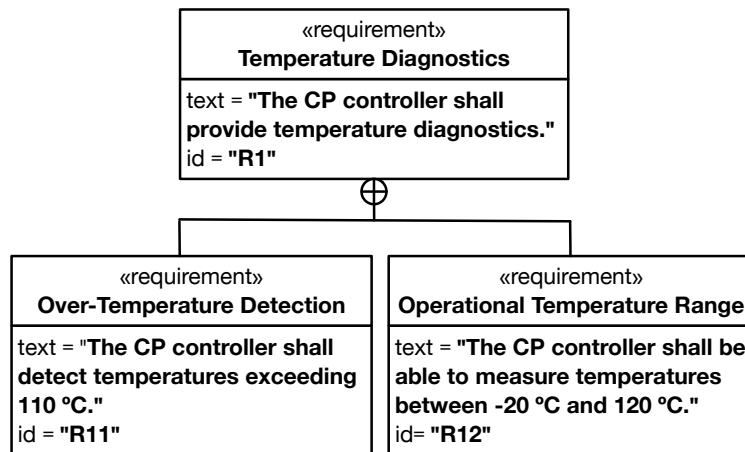 «requirement»
Temperature Diagnostics
text = "The CP controller shall
provide temperature diagnostics."
id = "R1"
«requirement»
Over-Temperature Detection
text = "The CP controller shall
detect temperatures exceeding
110 ºC."
id = "R11"
«requirement»
Operational Temperature Range
text = "The CP controller shall be
able to measure temperatures
between -20 ºC and 120 ºC."
id= "R12"